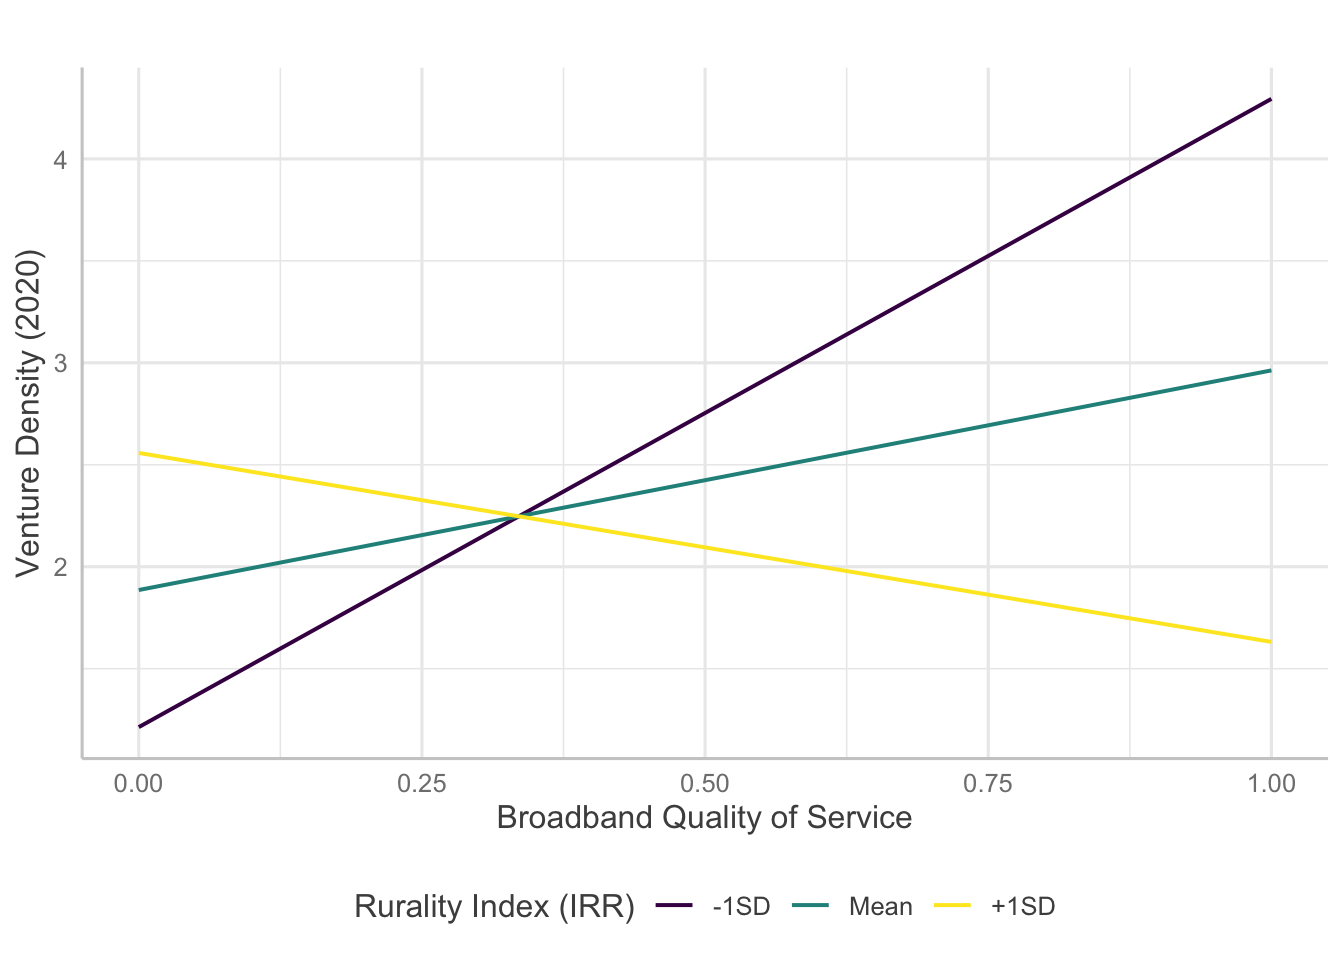 Venture Density (2020)
4
3
2
0.00 0.25 0.50 0.75 1.00
Broadband Quality of Service
Rurality Index (IRR) -1SD Mean +1SD